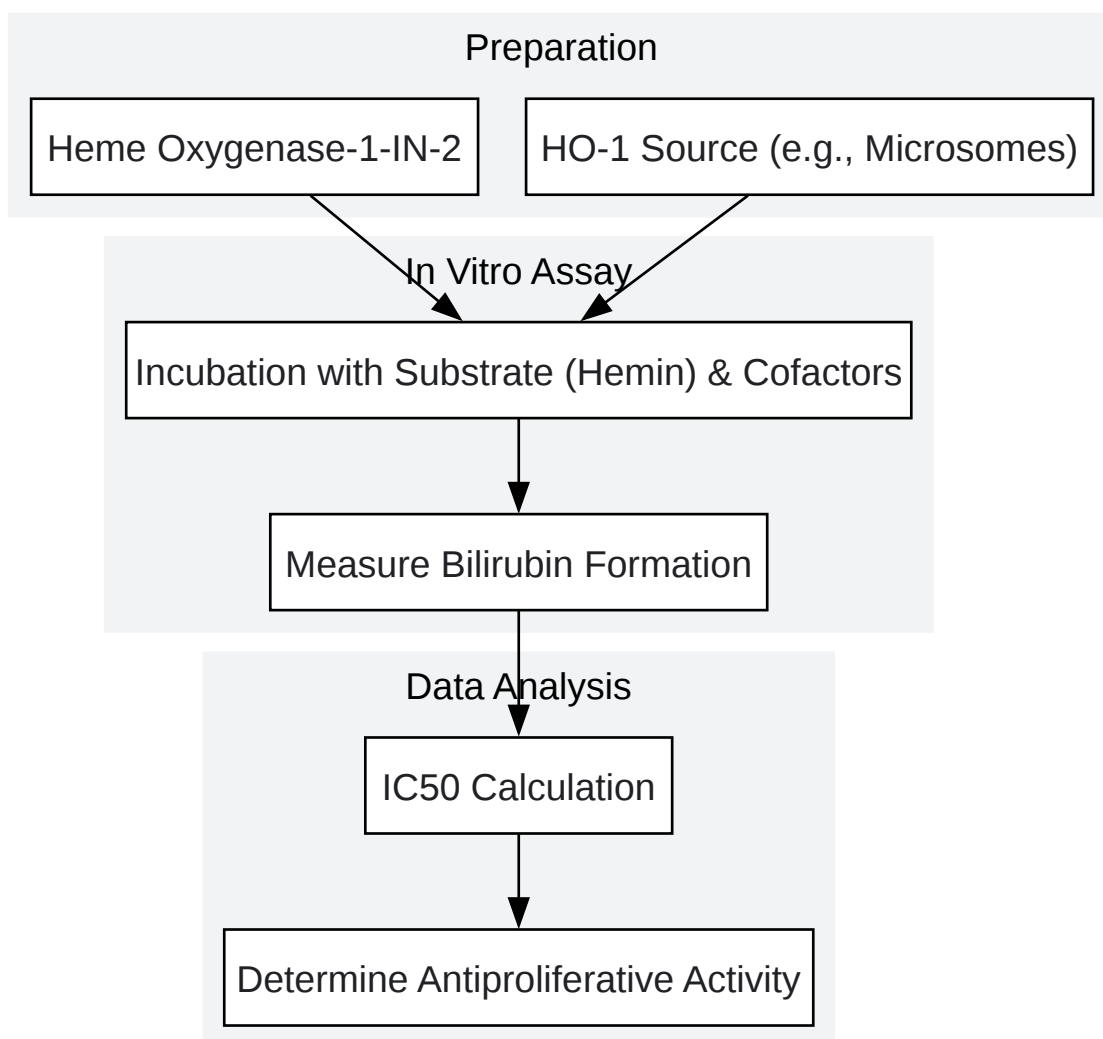 Preparation
Heme Oxygenase-1-IN-2
HO-1 Source (e.g., Microsomes)
In Vitro Assay
Incubation with Substrate (Hemin) & Cofactors
Measure Bilirubin Formation
Data Analysis
IC50 Calculation
Determine Antiproliferative Activity